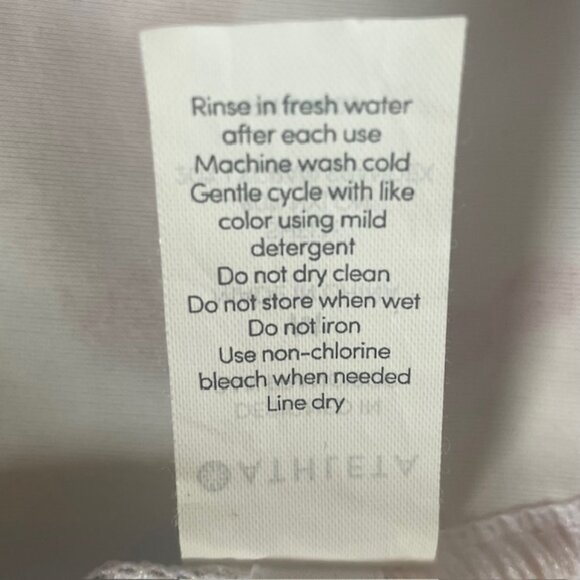 Rinse in fresh water
after each use
Machine wash cold
Gentle cycle with like
color using mild
detergent
Do not dry clean
Do not store when wet
Do not iron
Use non-chlorine
bleach when needed
Line dry
ATHLETA